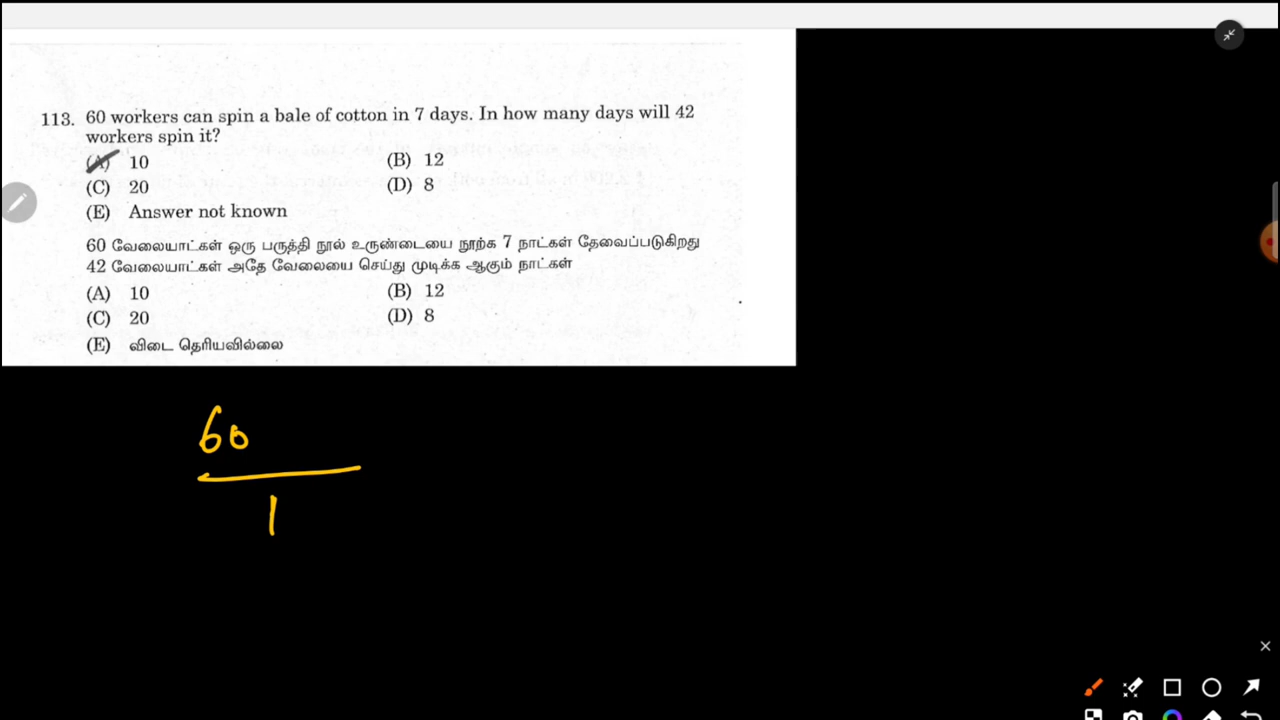 113. 60 workers can spin a bale of cotton in 7 days. In how many days will 42
workers spin it?
(A) 10 (B) 12
(C) 20 (D) 8
(E) Answer not known
60 வேலையாட்கள் ஒரு பருத்தி நூல் உருண்டையை நூற்க 7 நாட்கள் தேவைப்படுகிறது
42 வேலையாட்கள் அதே வேலையை செய்து முடிக்க ஆகும் நாட்கள்
(A) 10 (B) 12
(C) 20 (D) 8
(E) விடை தெரியவில்லை
60
1